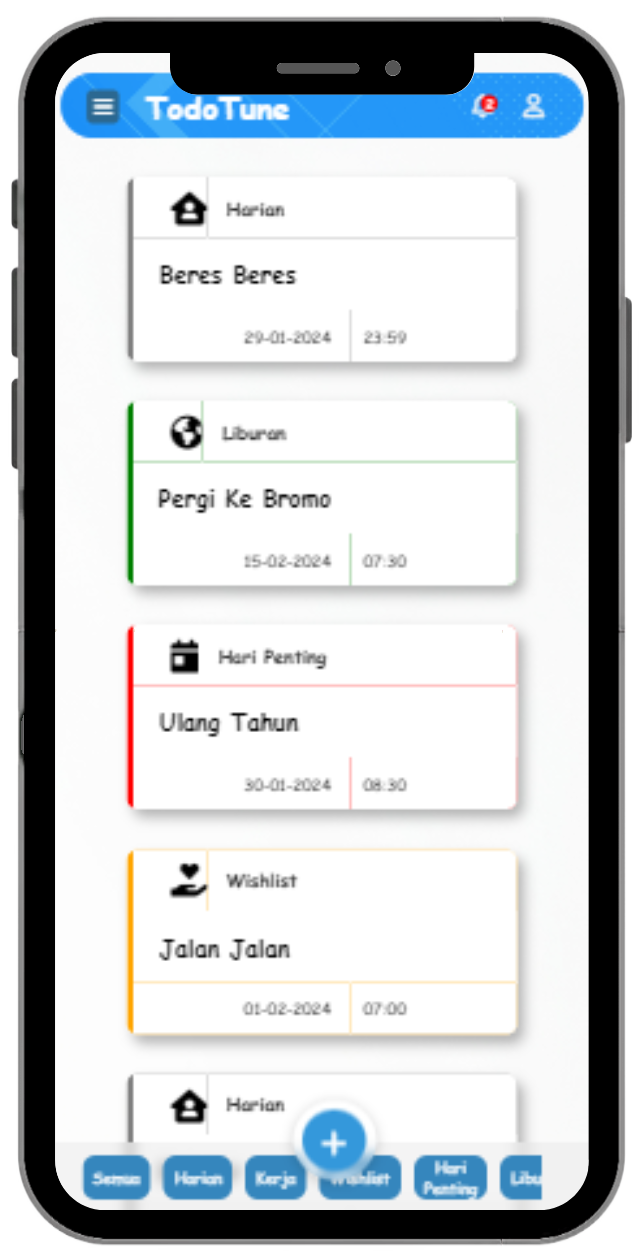 TodoTune
2
Harian
Beres Beres
29-01-2024 23:59
Liburan
Pergi Ke Bromo
15-02-2024 07:30
Hari Penting
Ulang Tahun
30-01-2024 08:30
Wishlist
Jalan Jalan
01-02-2024 07:00
Harian
+
Semua Harian Kerja Wishlist Hari Penting Libu